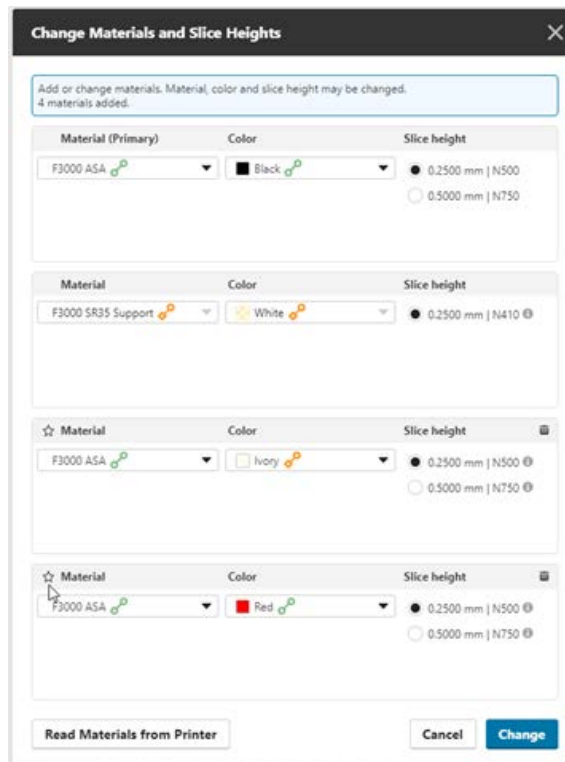 Change Materials and Slice Heights
Add or change materials. Material, color and slice height may be changed.
4 materials added.
Material (Primary) Color Slice height
F3000 ASA Black 0.2500 mm | N500
0.5000 mm | N750
Material Color Slice height
F3000 SR35 Support White 0.2500 mm | N410
Material Color Slice height
F3000 ASA Ivory 0.2500 mm | N500
0.5000 mm | N750
Material Color Slice height
F3000 ASA Red 0.2500 mm | N500
0.5000 mm | N750
Read Materials from Printer Cancel Change